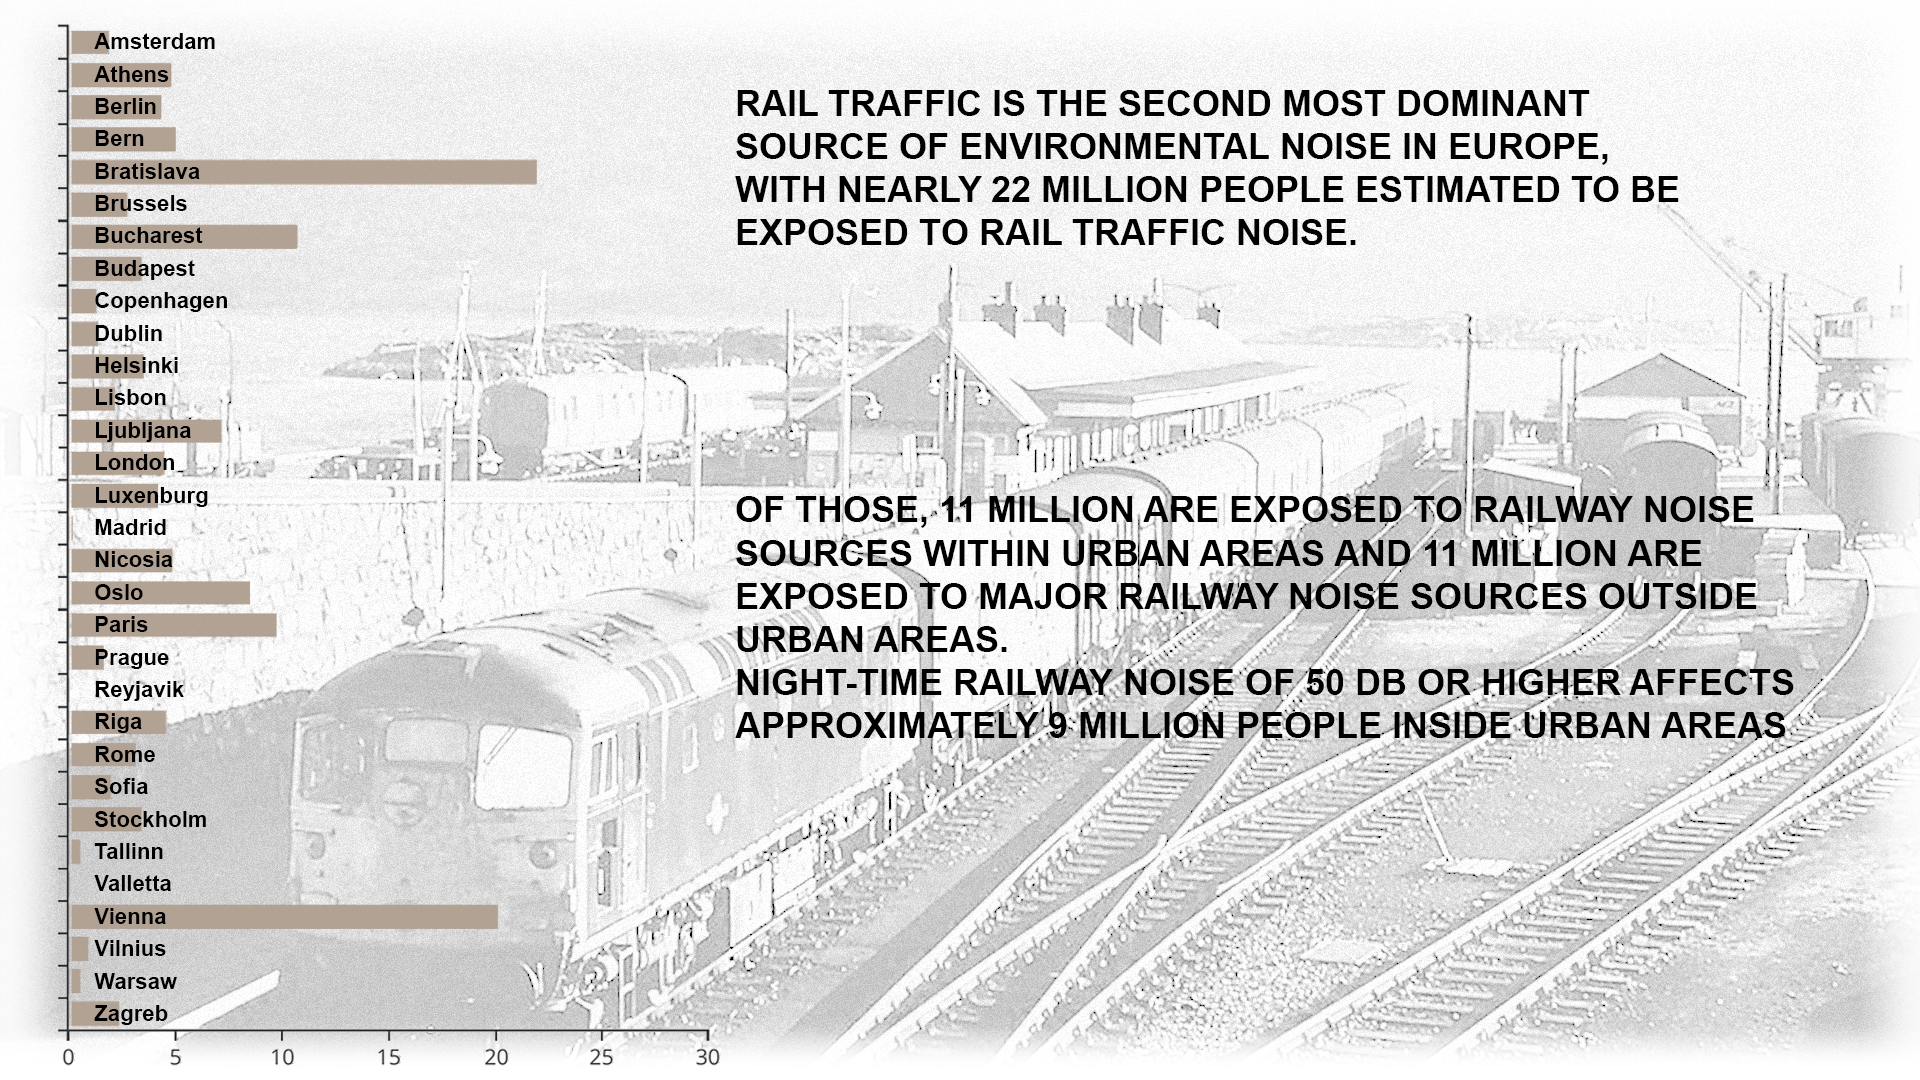 Amsterdam
Athens
Berlin
Bern
Bratislava
Brussels
Bucharest
Budapest
Copenhagen
Dublin
Helsinki
Lisbon
Ljubljana
London
Luxenburg
Madrid
Nicosia
Oslo
Paris
Prague
Reyjavik
Riga
Rome
Sofia
Stockholm
Tallinn
Valletta
Vienna
Vilnius
Warsaw
Zagreb
0 5 10 15 20 25 30
RAIL TRAFFIC IS THE SECOND MOST DOMINANT
SOURCE OF ENVIRONMENTAL NOISE IN EUROPE,
WITH NEARLY 22 MILLION PEOPLE ESTIMATED TO BE
EXPOSED TO RAIL TRAFFIC NOISE.
OF THOSE, 11 MILLION ARE EXPOSED TO RAILWAY NOISE
SOURCES WITHIN URBAN AREAS AND 11 MILLION ARE
EXPOSED TO MAJOR RAILWAY NOISE SOURCES OUTSIDE
URBAN AREAS.
NIGHT-TIME RAILWAY NOISE OF 50 DB OR HIGHER AFFECTS
APPROXIMATELY 9 MILLION PEOPLE INSIDE URBAN AREAS